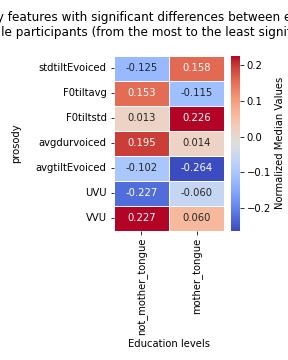 features with significant differences between
le participants (from the most to the least
stdtiltEvoiced -0.125 0.158
F0tiltavg 0.153 -0.115
F0tiltstd 0.013 0.226
avgdurvoiced 0.195 0.014
avgtiltEvoiced -0.102 -0.264
UVU -0.227 -0.060
VVU 0.227 0.060
prosody
not_mother_tongue
mother_tongue
Education levels
0.2
0.1
0.0
−0.1
−0.2
Normalized Median Values